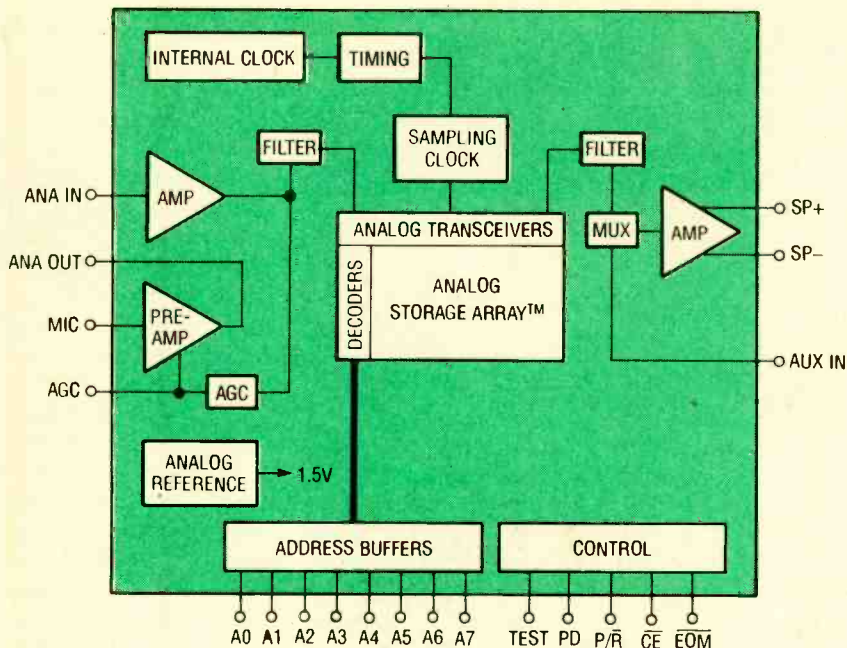 INTERNAL CLOCK
TIMING
FILTER
SAMPLING
CLOCK
FILTER
ANA IN
AMP
ANALOG TRANSCEIVERS
MUX
AMP
SP+
SP−
ANA OUT
DECODERS
ANALOG
STORAGE ARRAY™
MIC
PRE-
AMP
AUX IN
AGC
AGC
ANALOG
REFERENCE
1.5V
ADDRESS BUFFERS
CONTROL
A0 A1 A2 A3 A4 A5 A6 A7 TEST PD P/R̅ C̅E̅ E̅O̅M̅